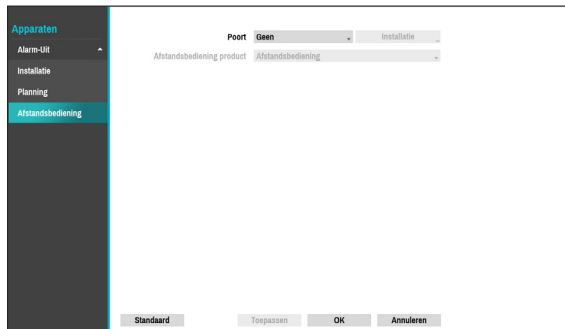 Apparaten
Alarm-Uit
Installatie
Planning
Afstandsbediening
Poort Geen Installatie
Afstandsbediening product Afstandsbediening
Standaard Toepassen OK Annuleren